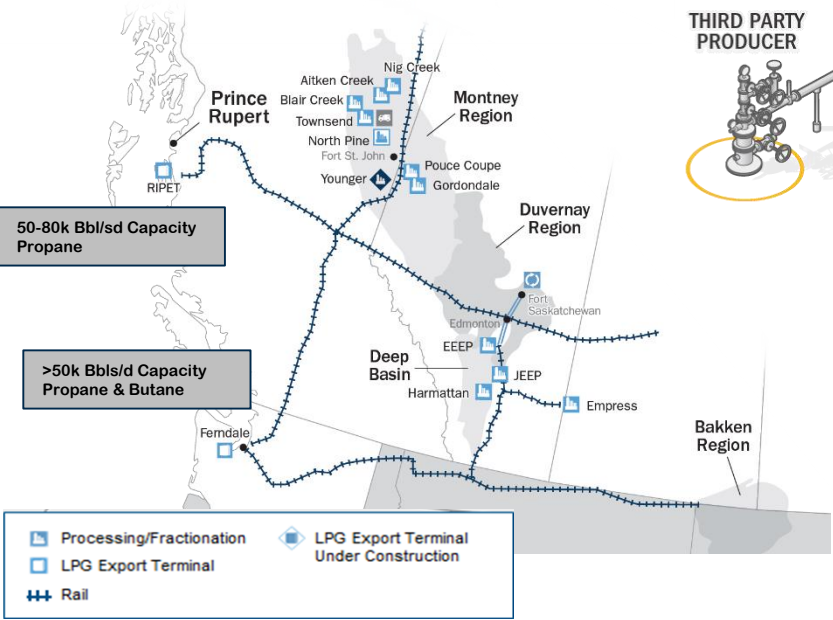 THIRD PARTY
PRODUCER
Nig Creek
Aitken Creek
Blair Creek
Townsend
North Pine
Fort St. John
Younger
Prince
Rupert
Montney
Region
RIPET
Pouce Coupe
Gordondale
50-80k Bbl/sd Capacity
Propane
Duvernay
Region
Fort
Saskatchewan
Edmonton
EEEP
Deep
Basin
JEEP
Harmattan
Empress
>50k Bbls/d Capacity
Propane & Butane
Ferndale
Bakken
Region
Processing/Fractionation
LPG Export Terminal
Rail
LPG Export Terminal
Under Construction